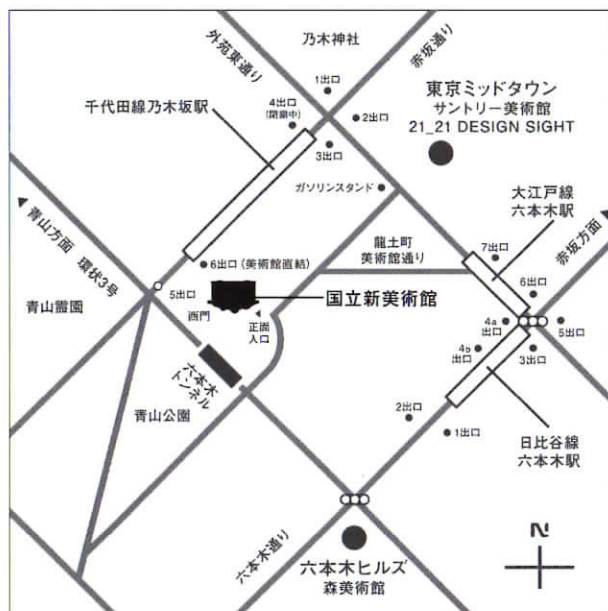 乃木神社
外苑東通り
赤坂通り
1出口
4出口
(閉鎖中)
2出口
千代田線乃木坂駅
3出口
東京ミッドタウン
サントリー美術館
21_21 DESIGN SIGHT
ガソリンスタンド
大江戸線
六本木駅
青山方面 環状3号
龍土町
美術館通り
7出口
赤坂方面
6出口(美術館直結)
6出口
5出口
国立新美術館
青山霊園
西門
正面
入口
4a
出口
5出口
4b
出口
3出口
六本木
トンネル
青山公園
2出口
1出口
日比谷線
六本木駅
六本木通り
六本木ヒルズ
森美術館
N